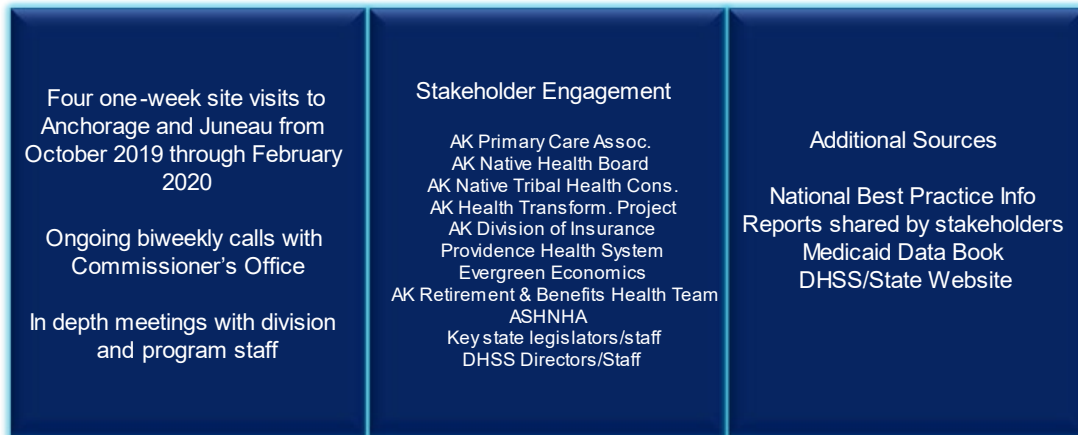 Four one-week site visits to
Anchorage and Juneau from
October 2019 through February
2020
Ongoing biweekly calls with
Commissioner's Office
In depth meetings with division
and program staff
Stakeholder Engagement
AK Primary Care Assoc.
AK Native Health Board
AK Native Tribal Health Cons.
AK Health Transform. Project
AK Division of Insurance
Providence Health System
Evergreen Economics
AK Retirement & Benefits Health Team
ASHNHA
Key state legislators/staff
DHSS Directors/Staff
Additional Sources
National Best Practice Info
Reports shared by stakeholders
Medicaid Data Book
DHSS/State Website